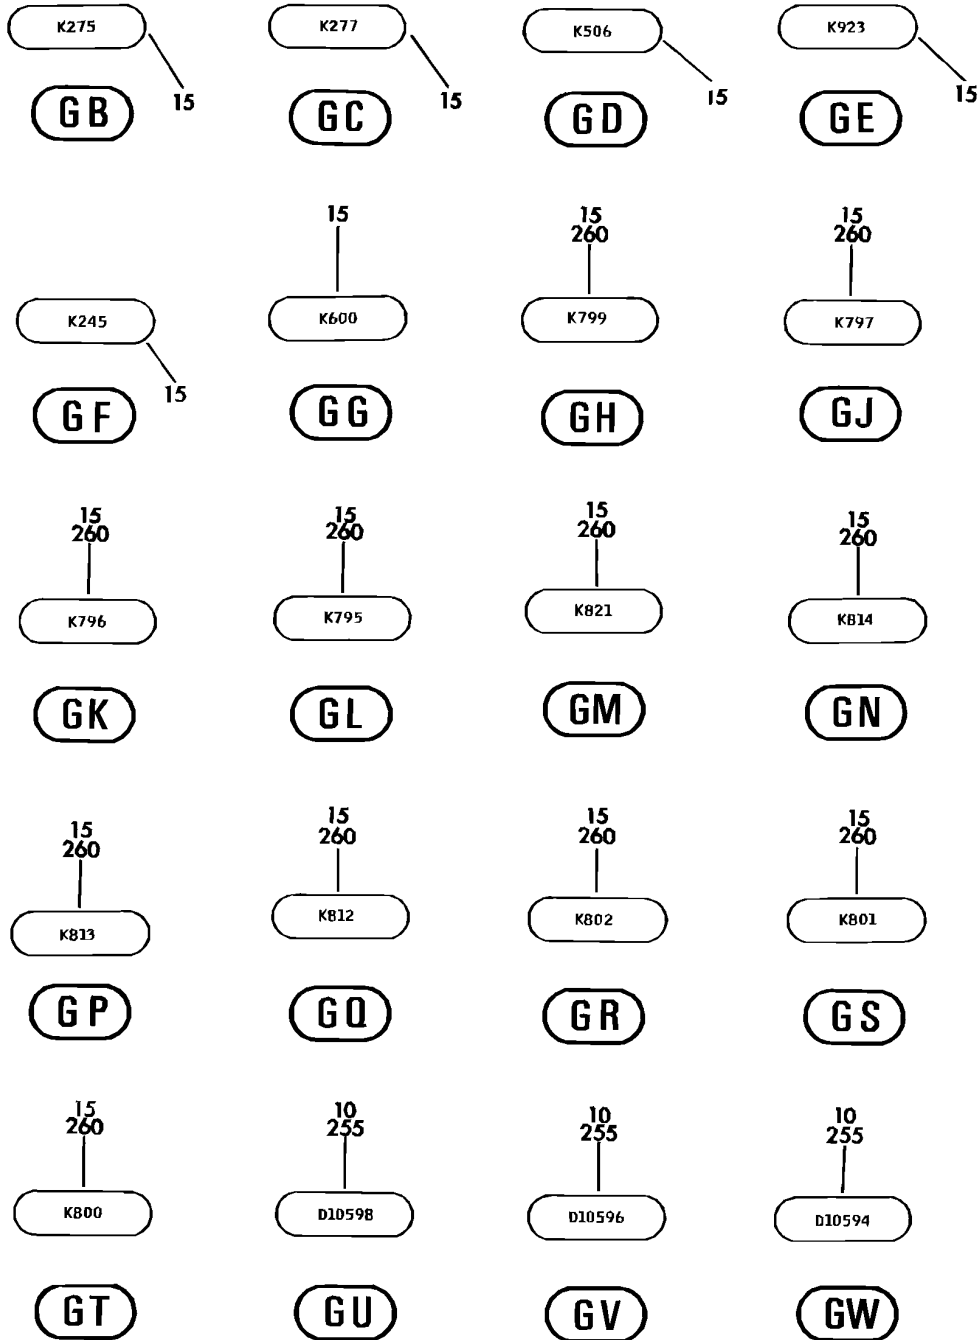 K275
15
GB
K277
15
GC
K506
15
GD
K923
15
GE
K245
15
GF
15
K600
GG
15
260
K799
GH
15
260
K797
GJ
15
260
K796
GK
15
260
K795
GL
15
260
K821
GM
15
260
K814
GN
15
260
K813
GP
15
260
K812
GQ
15
260
K802
GR
15
260
K801
GS
15
260
K800
GT
10
255
D10598
GU
10
255
D10596
GV
10
255
D10594
GW